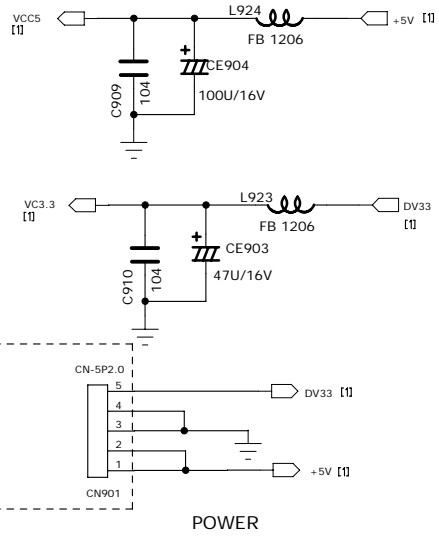 VCC5
[1]
L924
FB 1206
+5V [1]
C909
104
+
CE904
100U/16V
VC3.3
[1]
L923
FB 1206
DV33
[1]
C910
104
+
CE903
47U/16V
CN-5P2.0
5
4
3
2
1
CN901
DV33 [1]
+5V [1]
POWER